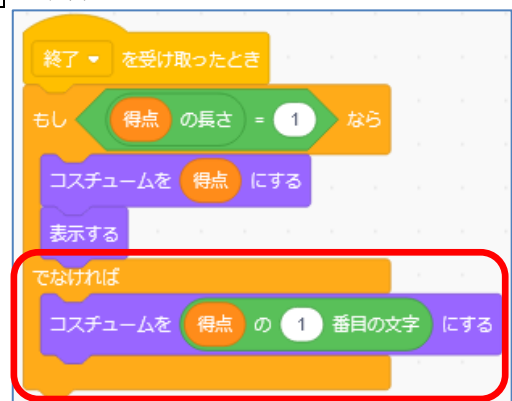 終了 を受け取ったとき
もし 得点 の長さ = 1 なら
コスチュームを 得点 にする
表示する
でなければ
コスチュームを 得点 の 1 番目の文字 にする